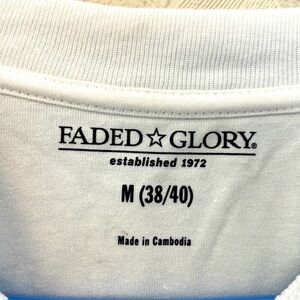 FADED☆GLORY®
established 1972
M (38/40)
Made in Cambodia